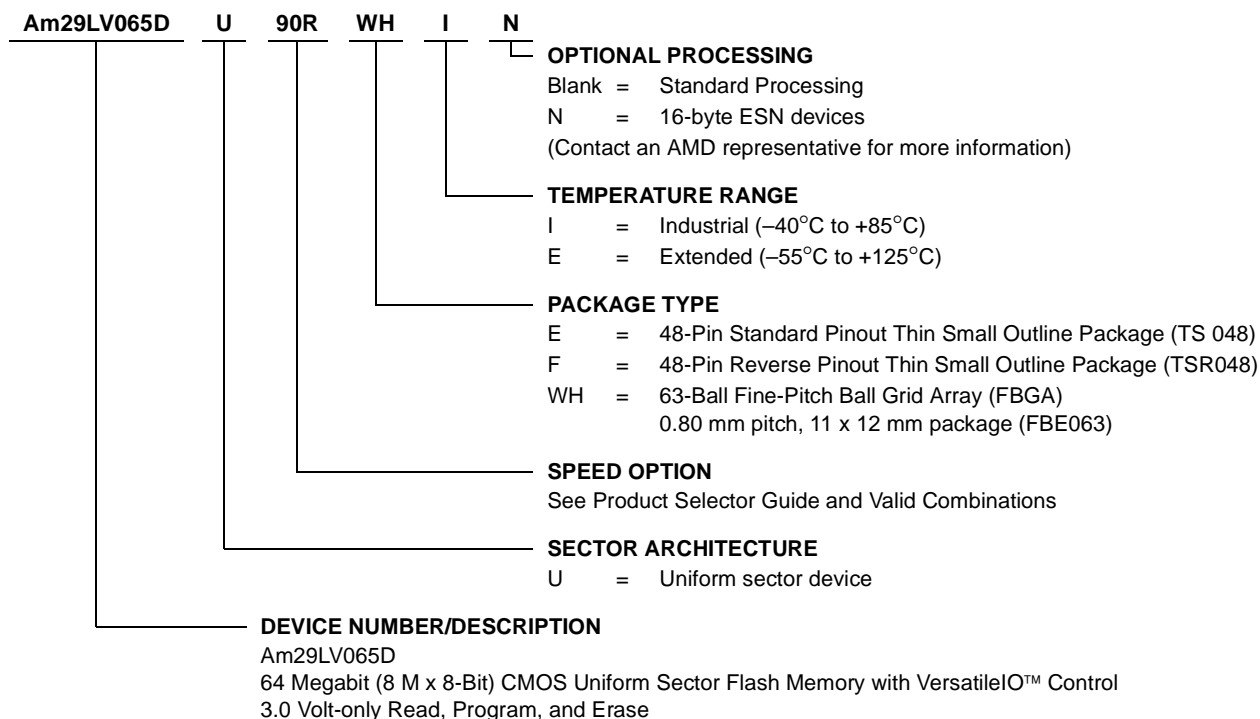 Am29LV065D U 90R WH I N
OPTIONAL PROCESSING
Blank = Standard Processing
N = 16-byte ESN devices
(Contact an AMD representative for more information)
TEMPERATURE RANGE
I = Industrial (–40°C to +85°C)
E = Extended (–55°C to +125°C)
PACKAGE TYPE
E = 48-Pin Standard Pinout Thin Small Outline Package (TS 048)
F = 48-Pin Reverse Pinout Thin Small Outline Package (TSR048)
WH = 63-Ball Fine-Pitch Ball Grid Array (FBGA)
0.80 mm pitch, 11 x 12 mm package (FBE063)
SPEED OPTION
See Product Selector Guide and Valid Combinations
SECTOR ARCHITECTURE
U = Uniform sector device
DEVICE NUMBER/DESCRIPTION
Am29LV065D
64 Megabit (8 M x 8-Bit) CMOS Uniform Sector Flash Memory with VersatileIO™ Control
3.0 Volt-only Read, Program, and Erase